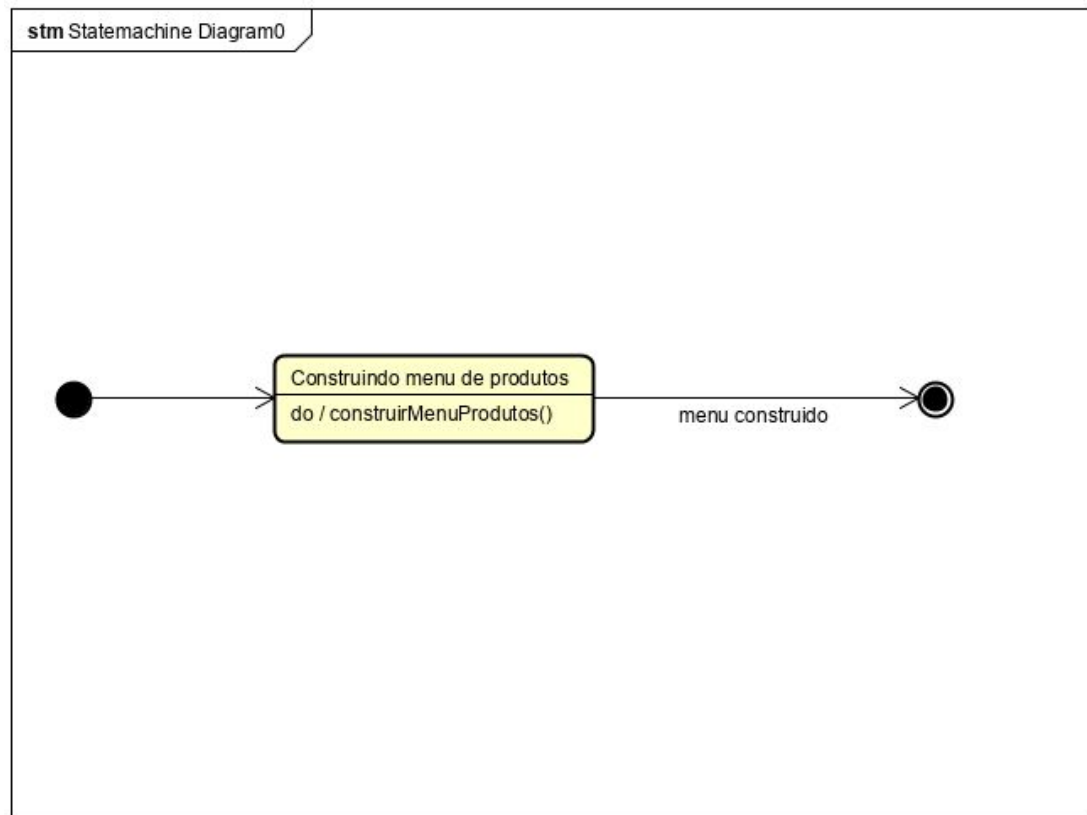 stm Statemachine Diagram0
Construindo menu de produtos
do / construirMenuProdutos()
menu construido